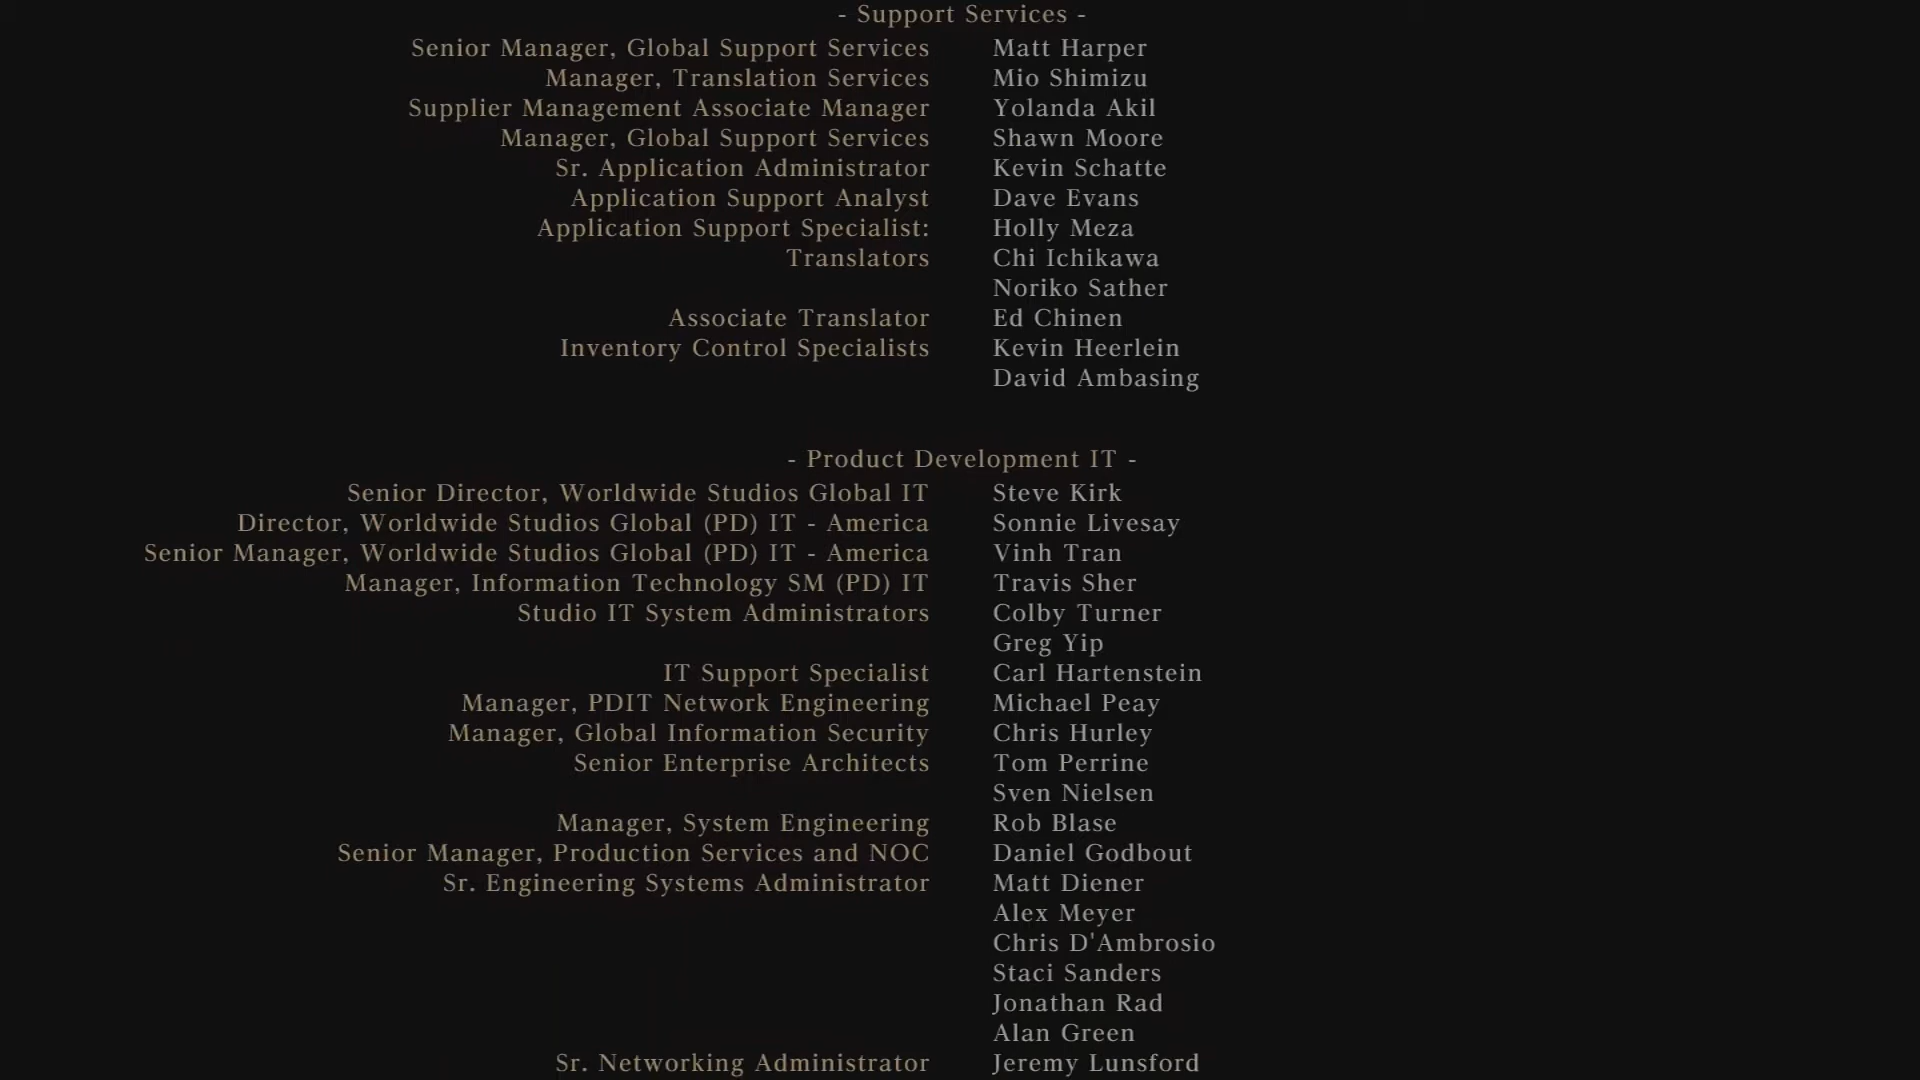 - Support Services -
Senior Manager, Global Support Services Matt Harper
Manager, Translation Services Mio Shimizu
Supplier Management Associate Manager Yolanda Akil
Manager, Global Support Services Shawn Moore
Sr. Application Administrator Kevin Schatte
Application Support Analyst Dave Evans
Application Support Specialist: Holly Meza
Translators Chi Ichikawa
Noriko Sather
Associate Translator Ed Chinen
Inventory Control Specialists Kevin Heerlein
David Ambasing
- Product Development IT -
Senior Director, Worldwide Studios Global IT Steve Kirk
Director, Worldwide Studios Global (PD) IT - America Sonnie Livesay
Senior Manager, Worldwide Studios Global (PD) IT - America Vinh Tran
Manager, Information Technology SM (PD) IT Travis Sher
Studio IT System Administrators Colby Turner
Greg Yip
IT Support Specialist Carl Hartenstein
Manager, PDIT Network Engineering Michael Peay
Manager, Global Information Security Chris Hurley
Senior Enterprise Architects Tom Perrine
Sven Nielsen
Manager, System Engineering Rob Blase
Senior Manager, Production Services and NOC Daniel Godbout
Sr. Engineering Systems Administrator Matt Diener
Alex Meyer
Chris D'Ambrosio
Staci Sanders
Jonathan Rad
Alan Green
Sr. Networking Administrator Jeremy Lunsford